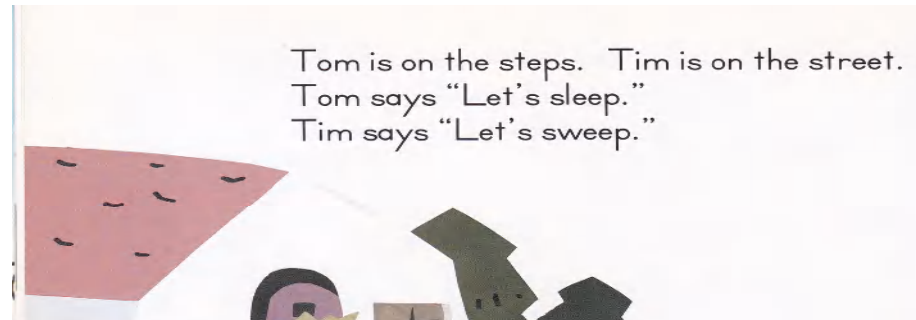 Tom is on the steps. Tim is on the street.
Tom says “Let's sleep.”
Tim says “Let's sweep.”